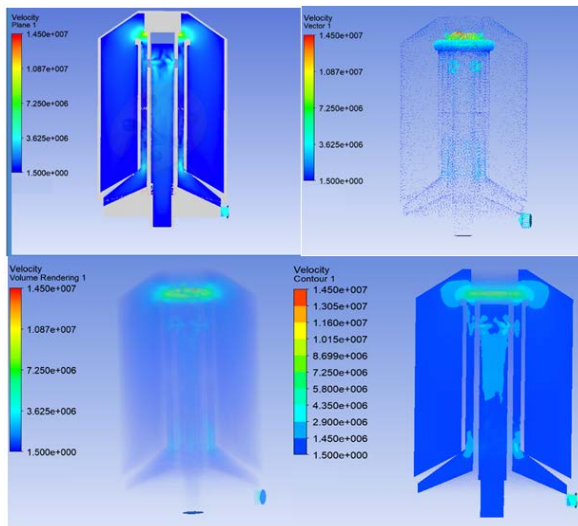 Velocity
Plane 1
1.450e+007
1.087e+007
7.250e+006
3.625e+006
1.500e+000
Velocity
Vector 1
1.450e+007
1.087e+007
7.250e+006
3.625e+006
1.500e+000
Velocity
Volume Rendering 1
1.450e+007
1.087e+007
7.250e+006
3.625e+006
1.500e+000
Velocity
Contour 1
1.450e+007
1.305e+007
1.160e+007
1.015e+007
8.699e+006
7.250e+006
5.800e+006
4.350e+006
2.900e+006
1.450e+006
1.500e+000